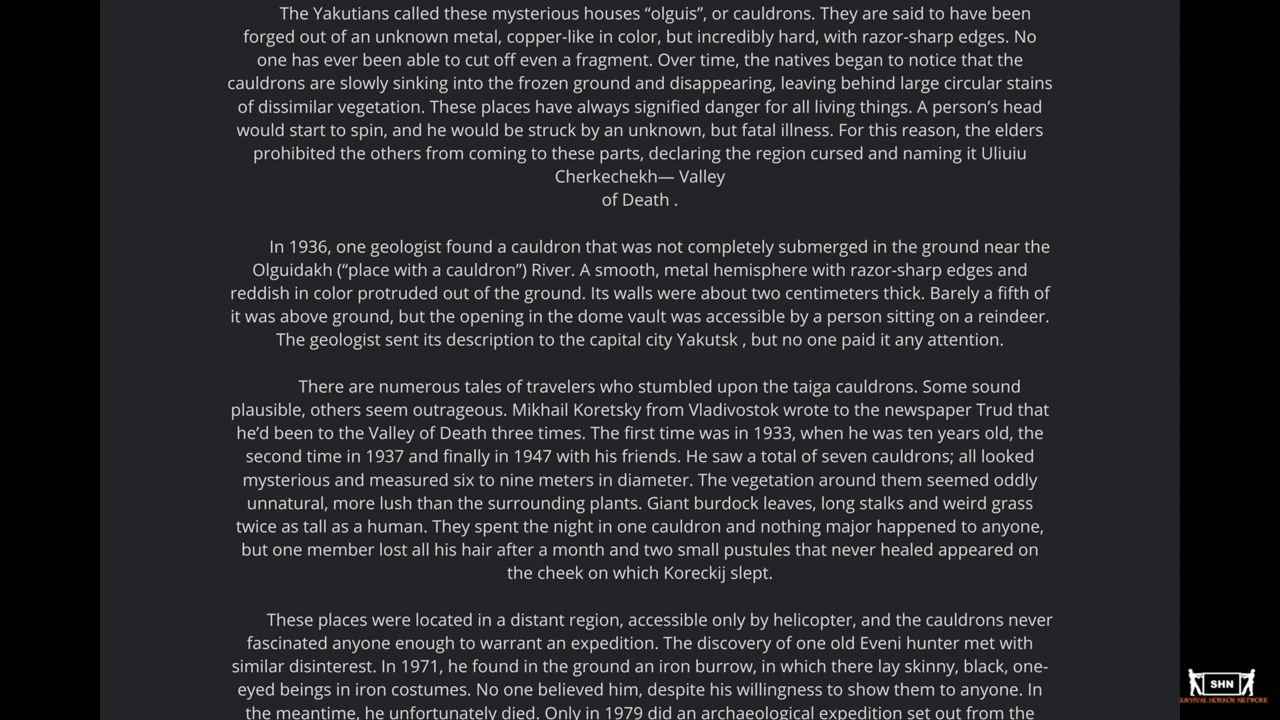 The Yakutians called these mysterious houses “olguis”, or cauldrons. They are said to have been
forged out of an unknown metal, copper-like in color, but incredibly hard, with razor-sharp edges. No
one has ever been able to cut off even a fragment. Over time, the natives began to notice that the
cauldrons are slowly sinking into the frozen ground and disappearing, leaving behind large circular stains
of dissimilar vegetation. These places have always signified danger for all living things. A person’s head
would start to spin, and he would be struck by an unknown, but fatal illness. For this reason, the elders
prohibited the others from coming to these parts, declaring the region cursed and naming it Uliuiu
Cherkechekh— Valley
of Death .
In 1936, one geologist found a cauldron that was not completely submerged in the ground near the
Olguidakh (“place with a cauldron”) River. A smooth, metal hemisphere with razor-sharp edges and
reddish in color protruded out of the ground. Its walls were about two centimeters thick. Barely a fifth of
it was above ground, but the opening in the dome vault was accessible by a person sitting on a reindeer.
The geologist sent its description to the capital city Yakutsk , but no one paid it any attention.
There are numerous tales of travelers who stumbled upon the taiga cauldrons. Some sound
plausible, others seem outrageous. Mikhail Koretsky from Vladivostok wrote to the newspaper Trud that
he’d been to the Valley of Death three times. The first time was in 1933, when he was ten years old, the
second time in 1937 and finally in 1947 with his friends. He saw a total of seven cauldrons; all looked
mysterious and measured six to nine meters in diameter. The vegetation around them seemed oddly
unnatural, more lush than the surrounding plants. Giant burdock leaves, long stalks and weird grass
twice as tall as a human. They spent the night in one cauldron and nothing major happened to anyone,
but one member lost all his hair after a month and two small pustules that never healed appeared on
the cheek on which Koreckij slept.
These places were located in a distant region, accessible only by helicopter, and the cauldrons never
fascinated anyone enough to warrant an expedition. The discovery of one old Eveni hunter met with
similar disinterest. In 1971, he found in the ground an iron burrow, in which there lay skinny, black, one-
eyed beings in iron costumes. No one believed him, despite his willingness to show them to anyone. In
the meantime, he unfortunately died. Only in 1979 did an archaeological expedition set out from the
SHN
SURVIVAL HORROR NETWORK